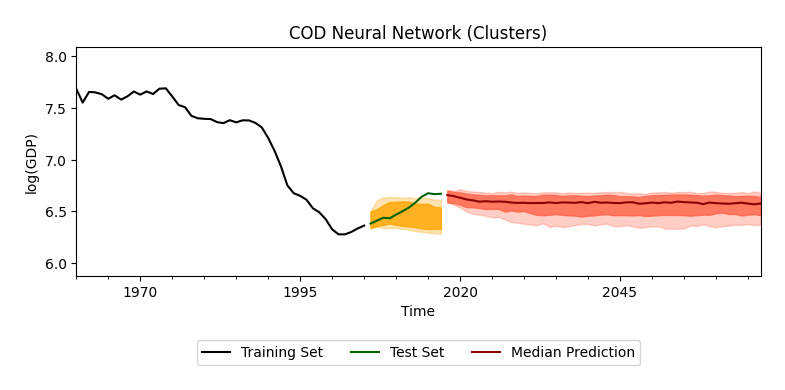 COD Neural Network (Clusters)
8.0
7.5
7.0
6.5
6.0
log(GDP)
1970 1995 2020 2045
Time
Training Set Test Set Median Prediction